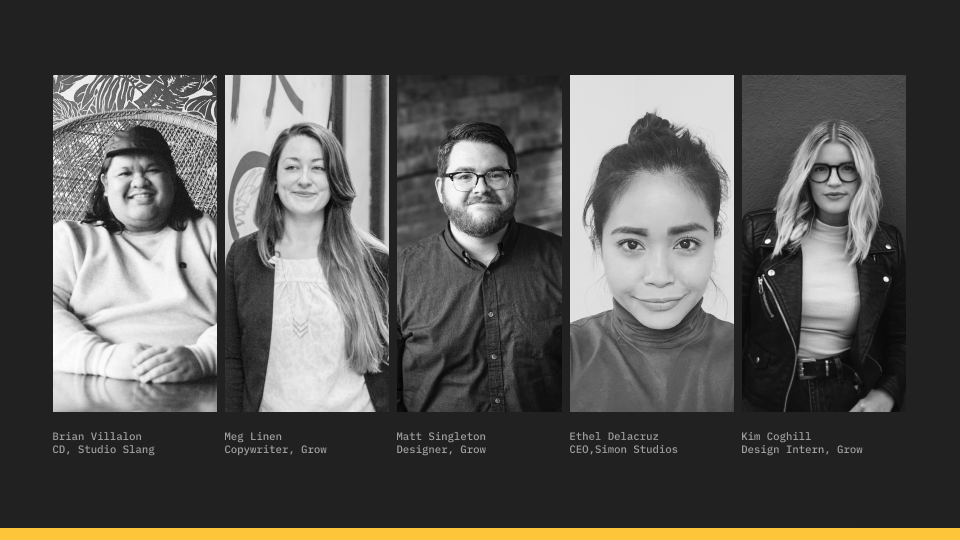 Brian Villalon
CD, Studio Slang
Meg Linen
Copywriter, Grow
Matt Singleton
Designer, Grow
Ethel Delacruz
CEO,Simon Studios
Kim Coghill
Design Intern, Grow